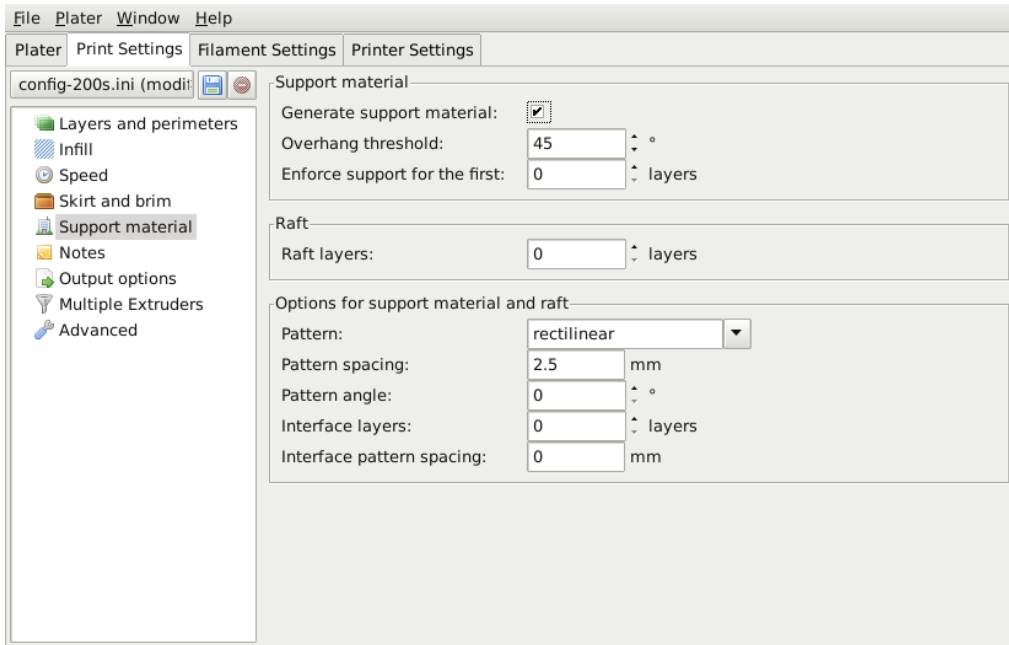 File Plater Window Help
Plater Print Settings Filament Settings Printer Settings
config-200s.ini (modif
Layers and perimeters
Infill
Speed
Skirt and brim
Support material
Notes
Output options
Multiple Extruders
Advanced
Support material
Generate support material:
Overhang threshold: 45 °
Enforce support for the first: 0 layers
Raft
Raft layers: 0 layers
Options for support material and raft
Pattern: rectilinear
Pattern spacing: 2.5 mm
Pattern angle: 0 °
Interface layers: 0 layers
Interface pattern spacing: 0 mm